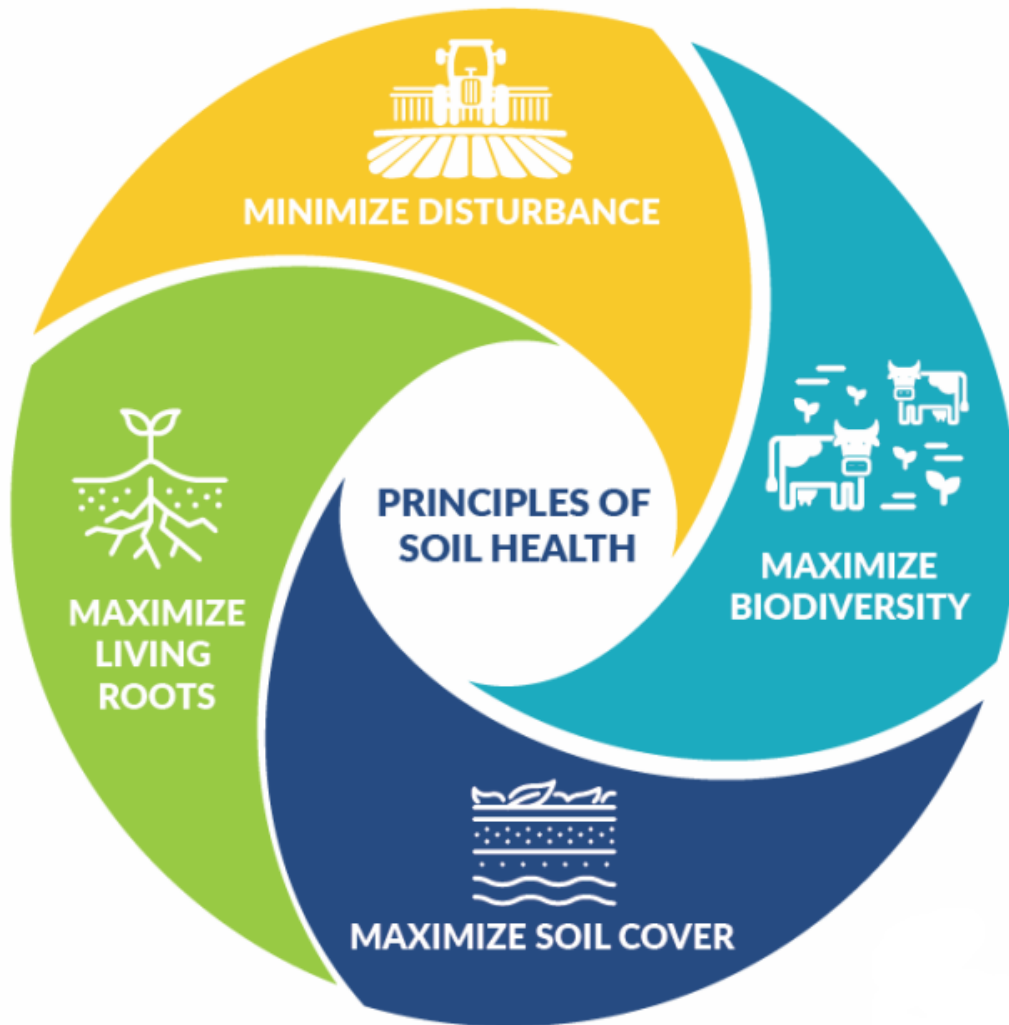 MINIMIZE DISTURBANCE
PRINCIPLES OF
SOIL HEALTH
MAXIMIZE
BIODIVERSITY
MAXIMIZE SOIL COVER
MAXIMIZE
LIVING
ROOTS